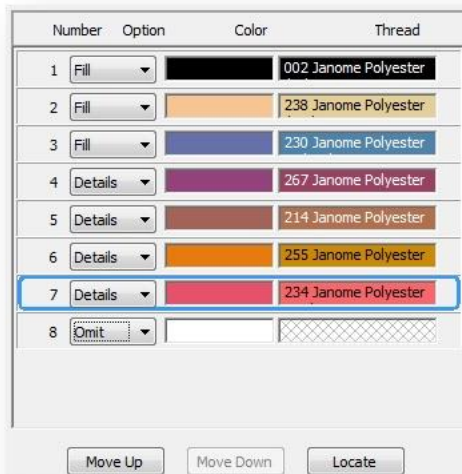 Number Option Color Thread
1 Fill 002 Janome Polyester
2 Fill 238 Janome Polyester
3 Fill 230 Janome Polyester
4 Details 267 Janome Polyester
5 Details 214 Janome Polyester
6 Details 255 Janome Polyester
7 Details 234 Janome Polyester
8 Omit
Move Up Move Down Locate